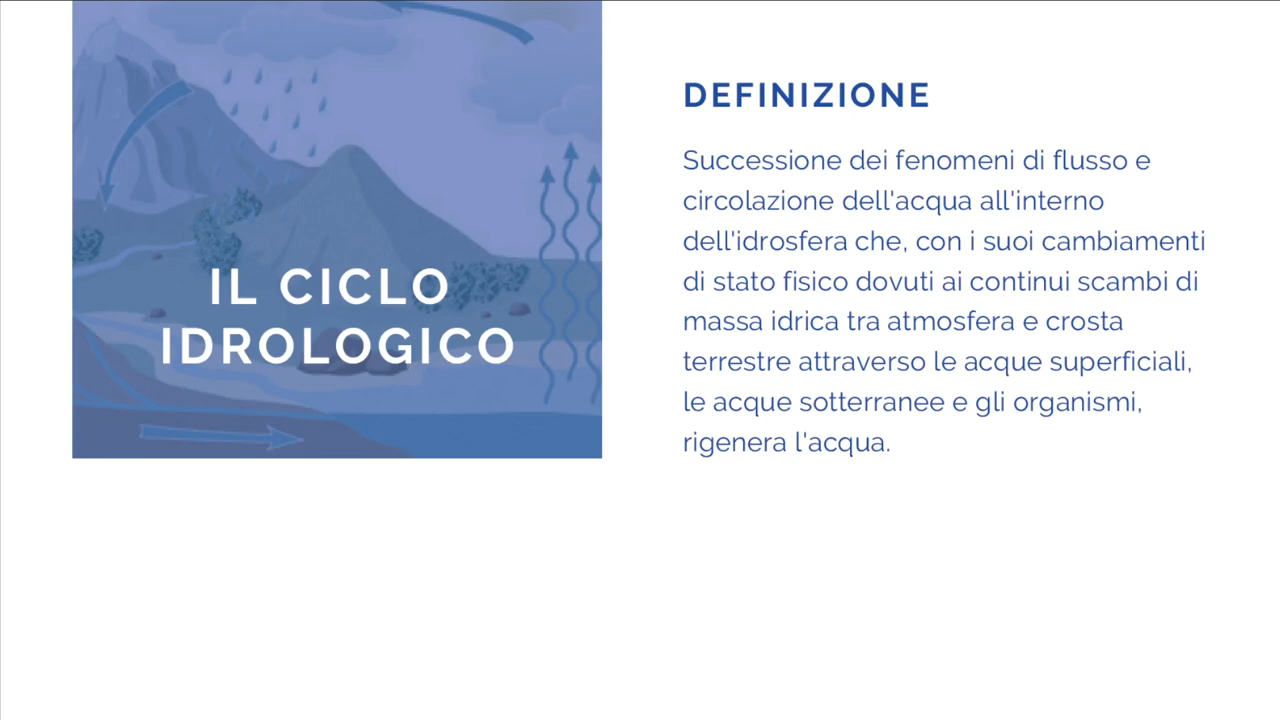 IL CICLO
IDROLOGICO
DEFINIZIONE
Successione dei fenomeni di flusso e
circolazione dell'acqua all'interno
dell'idrosfera che, con i suoi cambiamenti
di stato fisico dovuti ai continui scambi di
massa idrica tra atmosfera e crosta
terrestre attraverso le acque superficiali,
le acque sotterranee e gli organismi,
rigenera l'acqua.